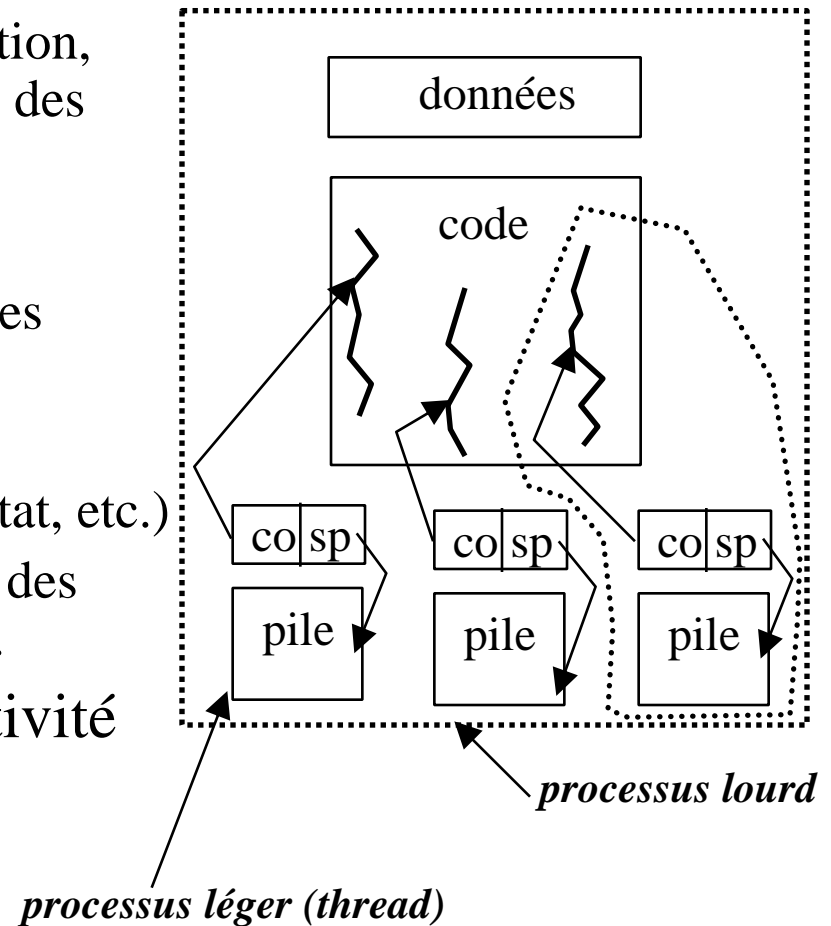 tion,
des
es
tat, etc.)
des
.
tivité
données
code
co sp
co sp
co sp
pile
pile
pile
processus lourd
processus léger (thread)